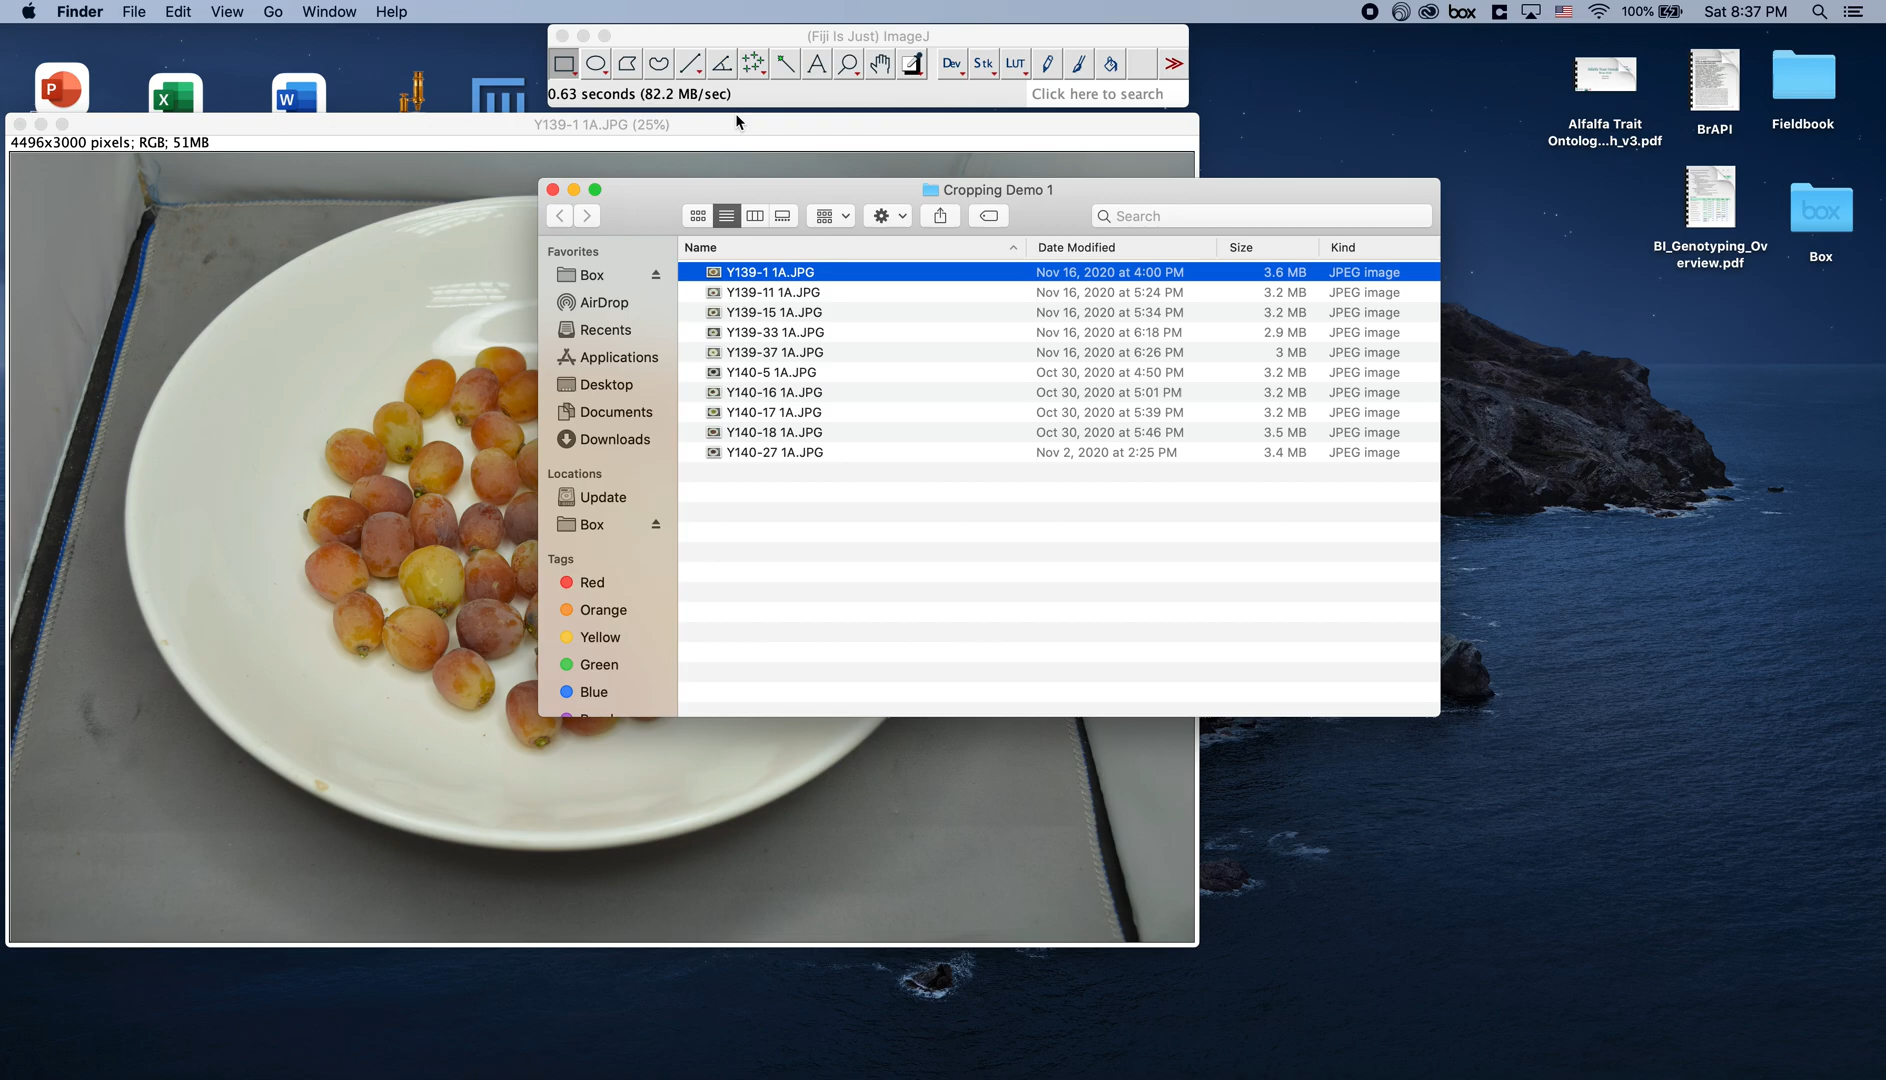 Finder File Edit View Go Window Help
box 100% Sat 8:37 PM
(Fiji Is Just) ImageJ
Dev Stk LUT
0.63 seconds (82.2 MB/sec) Click here to search
P X W
Y139-1 1A.JPG (25%)
4496x3000 pixels; RGB; 51MB
Cropping Demo 1
Search
Favorites
Box
AirDrop
Recents
Applications
Desktop
Documents
Downloads
Locations
Update
Box
Tags
Red
Orange
Yellow
Green
Blue
Name Date Modified Size Kind
Y139-1 1A.JPG Nov 16, 2020 at 4:00 PM 3.6 MB JPEG image
Y139-11 1A.JPG Nov 16, 2020 at 5:24 PM 3.2 MB JPEG image
Y139-15 1A.JPG Nov 16, 2020 at 5:34 PM 3.2 MB JPEG image
Y139-33 1A.JPG Nov 16, 2020 at 6:18 PM 2.9 MB JPEG image
Y139-37 1A.JPG Nov 16, 2020 at 6:26 PM 3 MB JPEG image
Y140-5 1A.JPG Oct 30, 2020 at 4:50 PM 3.2 MB JPEG image
Y140-16 1A.JPG Oct 30, 2020 at 5:01 PM 3.2 MB JPEG image
Y140-17 1A.JPG Oct 30, 2020 at 5:39 PM 3.2 MB JPEG image
Y140-18 1A.JPG Oct 30, 2020 at 5:46 PM 3.5 MB JPEG image
Y140-27 1A.JPG Nov 2, 2020 at 2:25 PM 3.4 MB JPEG image
Alfalfa Trait
Ontolog...h_v3.pdf
BrAPI
Fieldbook
BI_Genotyping_Ov
erview.pdf
box
Box